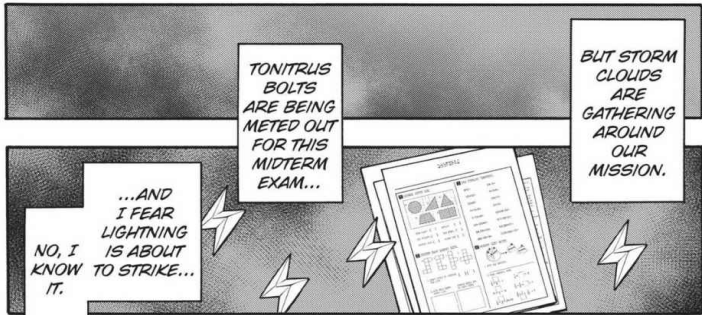 BUT STORM
CLOUDS
ARE
GATHERING
AROUND
OUR
MISSION.
TONITRUS
BOLTS
ARE BEING
METED OUT
FOR THIS
MIDTERM
EXAM...
...AND
I FEAR
LIGHTNING
IS ABOUT
TO STRIKE...
NO, I
KNOW
IT.